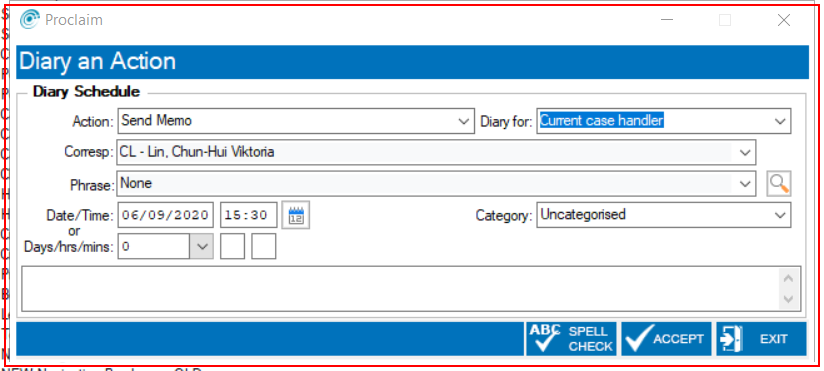 Proclaim
Diary an Action
Diary Schedule
Action: Send Memo Diary for: Current case handler
Corresp: CL - Lin, Chun-Hui Viktoria
Phrase: None
Date/Time: 06/09/2020 15:30 12 Category: Uncategorised
or
Days/hrs/mins: 0
ABC SPELL CHECK ACCEPT EXIT